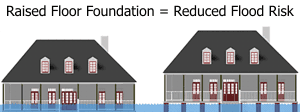 Raised Floor Foundation = Reduced Flood Risk